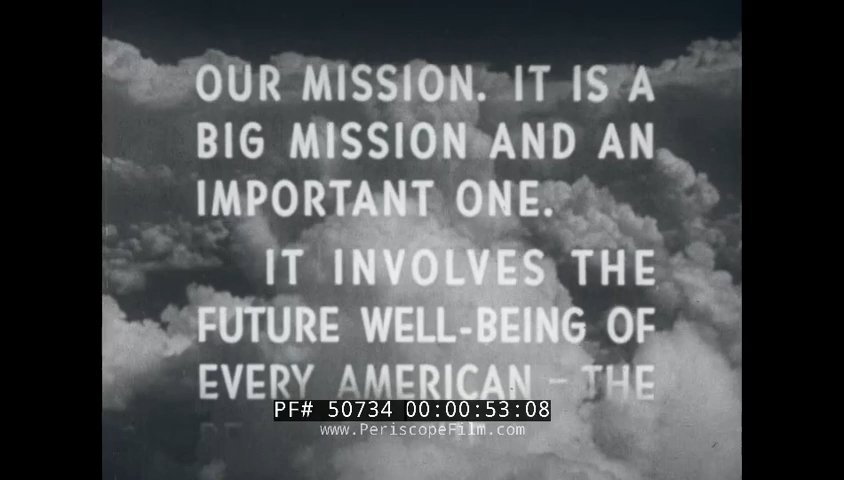 OUR MISSION. IT IS A
BIG MISSION AND AN
IMPORTANT ONE.
IT INVOLVES THE
FUTURE WELL-BEING OF
EVERY AMERICAN – THE
PF# 50734 00:00:53:08
www.PeriscopeFilm.com